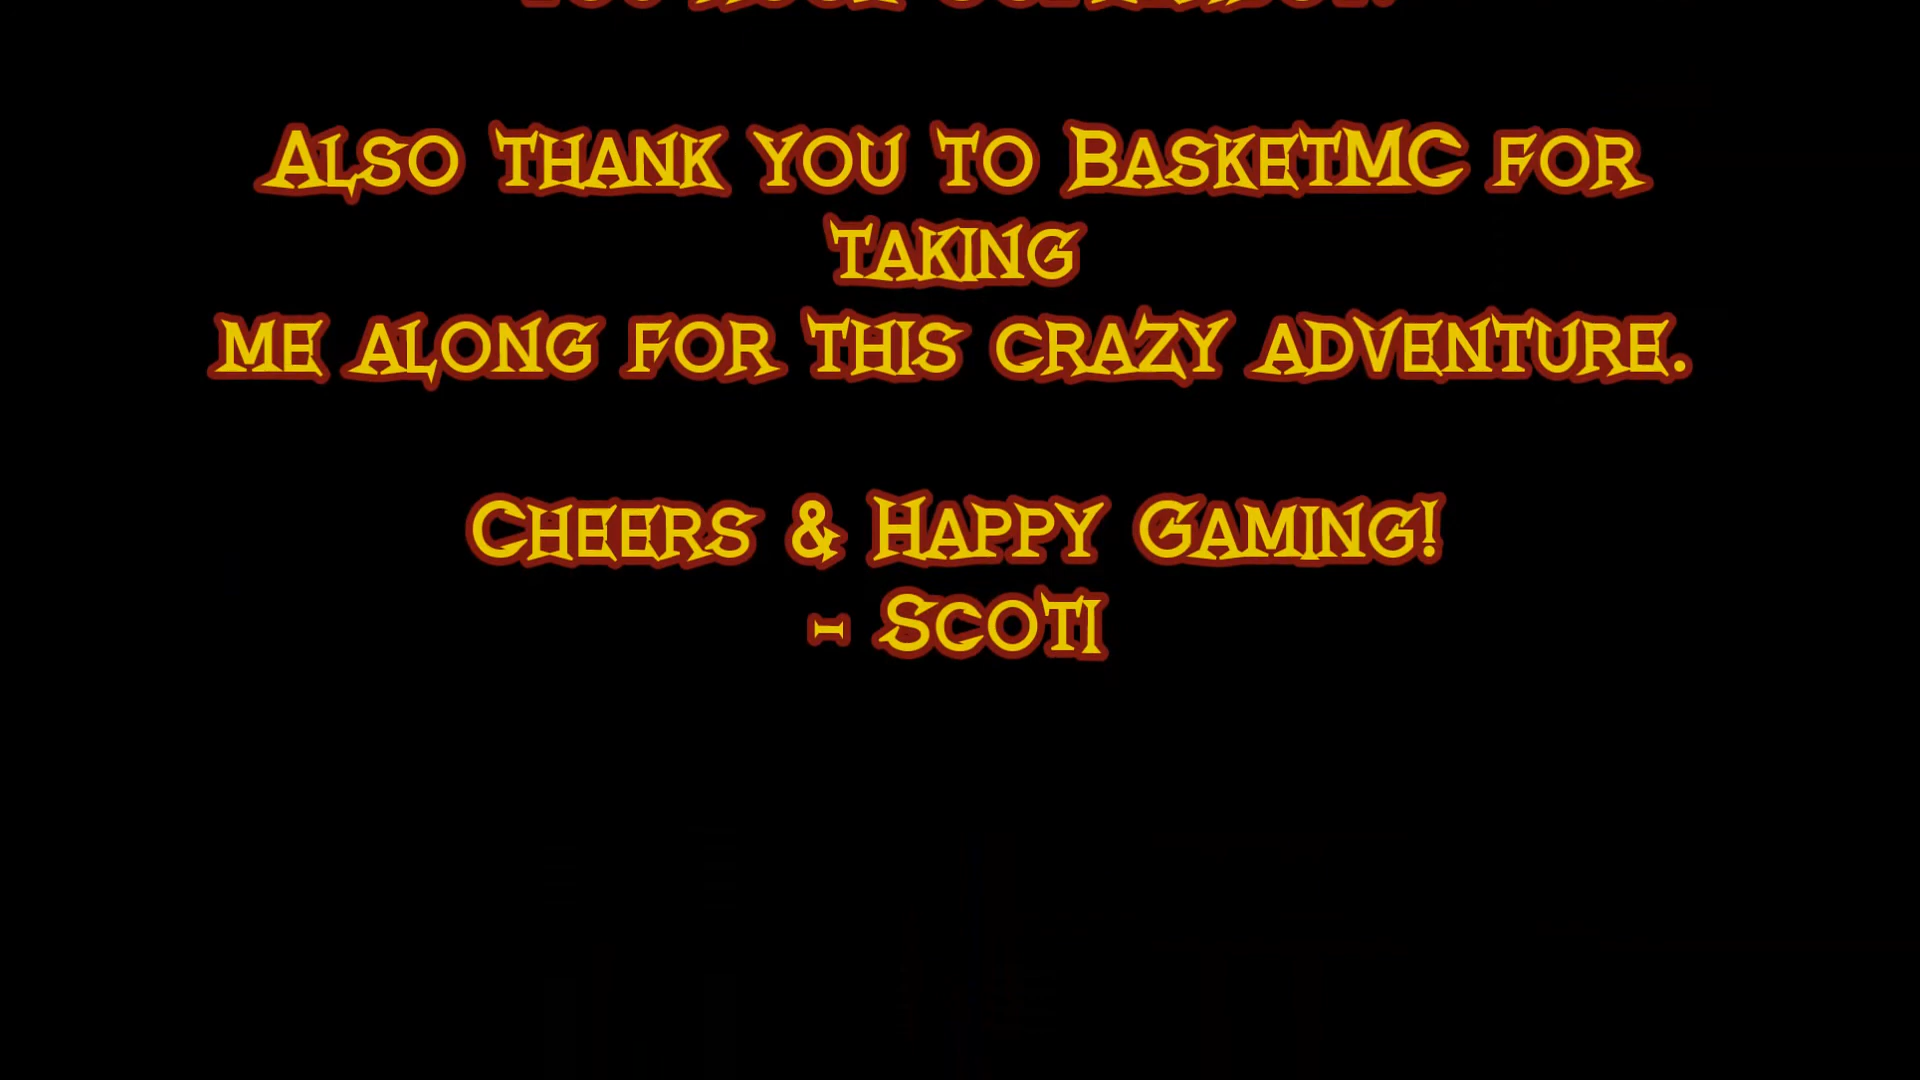 Also thank you to BasketMC for
taking
me along for this crazy adventure.
Cheers & Happy Gaming!
- Scoti